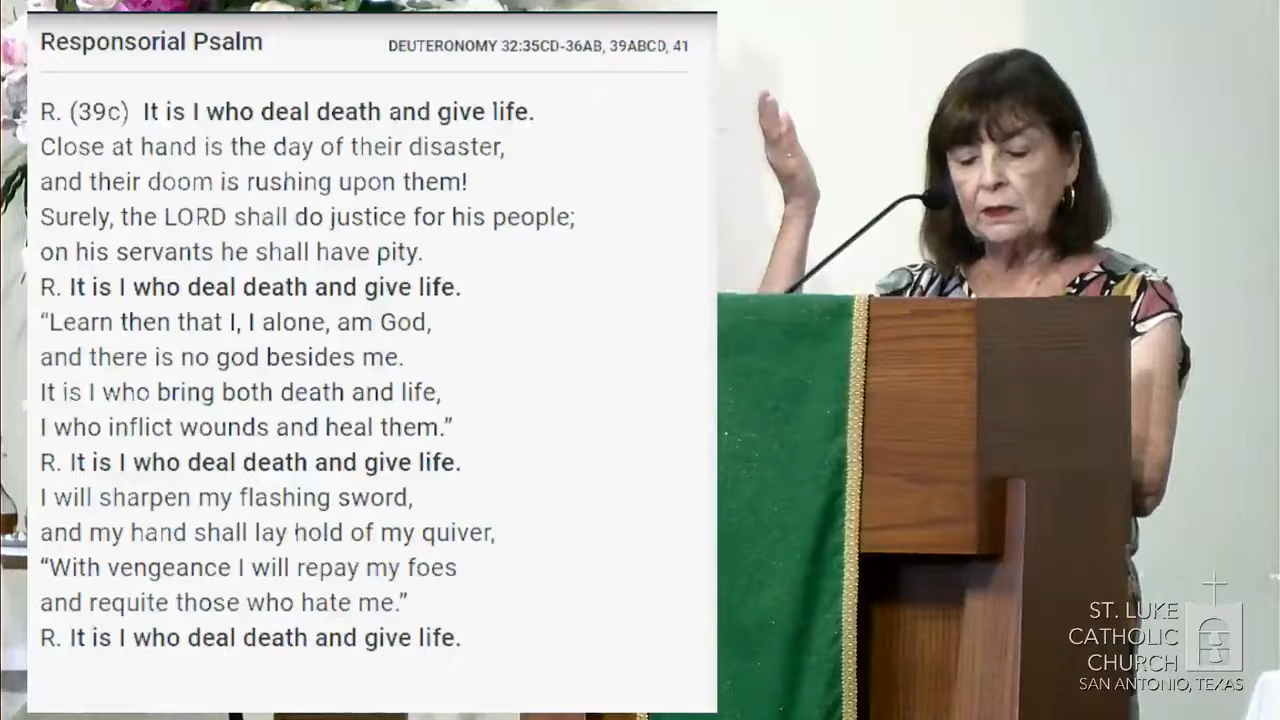 Responsorial Psalm
DEUTERONOMY 32:35CD-36AB, 39ABCD, 41
R. (39c) It is I who deal death and give life.
Close at hand is the day of their disaster,
and their doom is rushing upon them!
Surely, the LORD shall do justice for his people;
on his servants he shall have pity.
R. It is I who deal death and give life.
“Learn then that I, I alone, am God,
and there is no god besides me.
It is I who bring both death and life,
I who inflict wounds and heal them.”
R. It is I who deal death and give life.
I will sharpen my flashing sword,
and my hand shall lay hold of my quiver,
“With vengeance I will repay my foes
and requite those who hate me.”
R. It is I who deal death and give life.
ST. LUKE
CATHOLIC
CHURCH
SAN ANTONIO, TEXAS